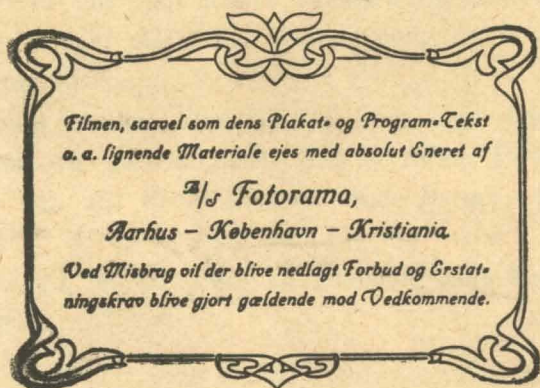 Filmen, saavel som dens Plakat- og Program-Tekst
o. a. lignende Materiale ejes med absolut Eneret af
A/s Fotorama,
Aarhus – København – Kristiania
Ved Misbrug vil der blive nedlagt Forbud og Erstat-
ningskrav blive gjort gældende mod Vedkommende.